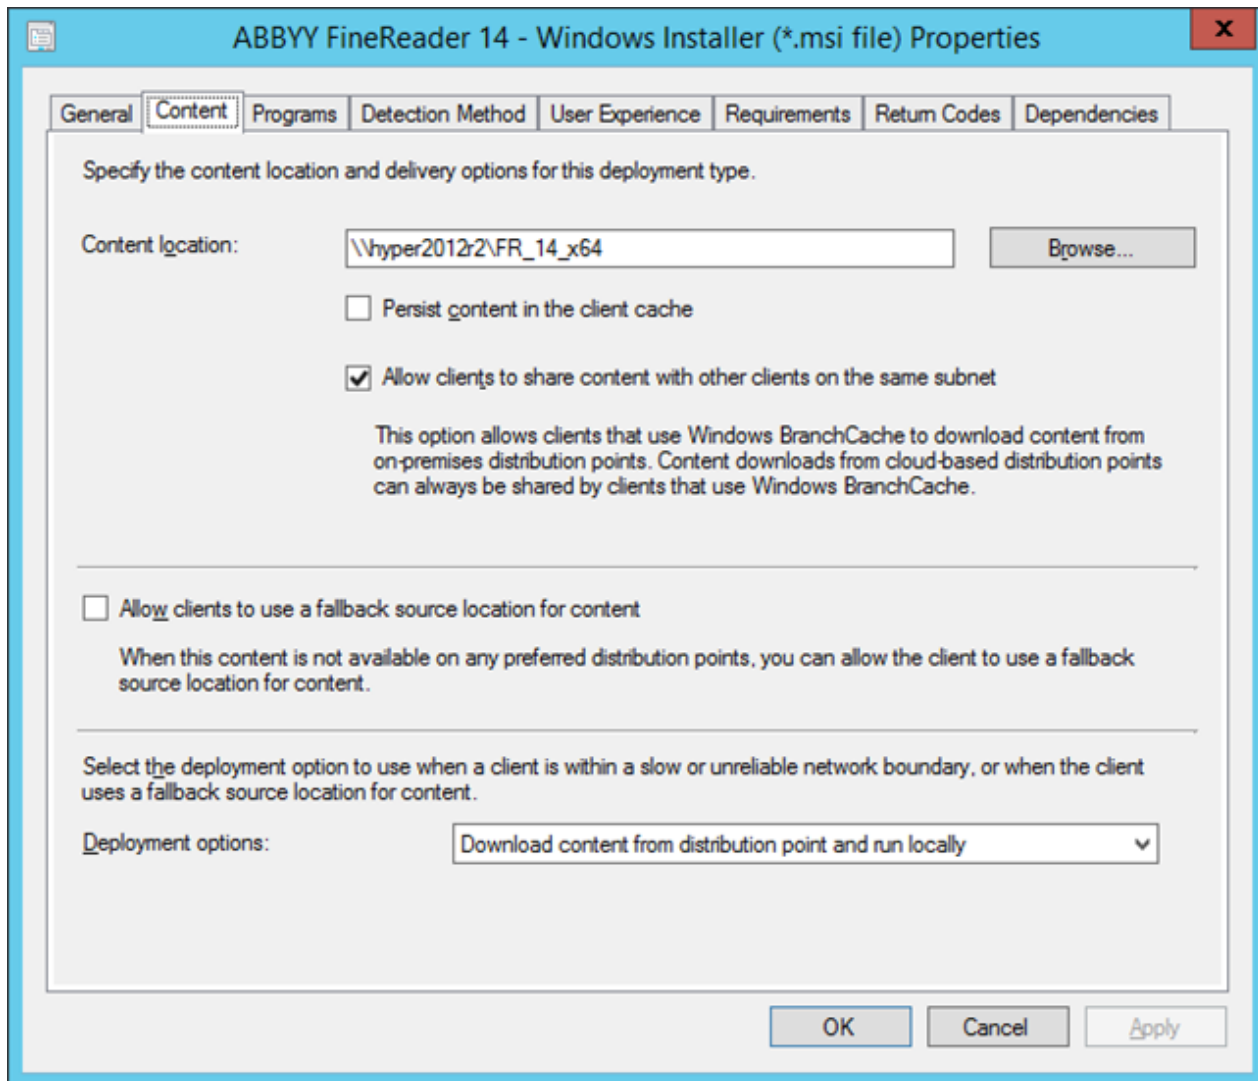 ABBYY FineReader 14 - Windows Installer (*.msi file) Properties
x
General Content Programs Detection Method User Experience Requirements Return Codes Dependencies
Specify the content location and delivery options for this deployment type.
Content location: \\hyper2012r2\FR_14_x64 Browse...
Persist content in the client cache
Allow clients to share content with other clients on the same subnet
This option allows clients that use Windows BranchCache to download content from
on-premises distribution points. Content downloads from cloud-based distribution points
can always be shared by clients that use Windows BranchCache.
Allow clients to use a fallback source location for content
When this content is not available on any preferred distribution points, you can allow the client to use a fallback
source location for content.
Select the deployment option to use when a client is within a slow or unreliable network boundary, or when the client
uses a fallback source location for content.
Deployment options: Download content from distribution point and run locally
OK Cancel Apply